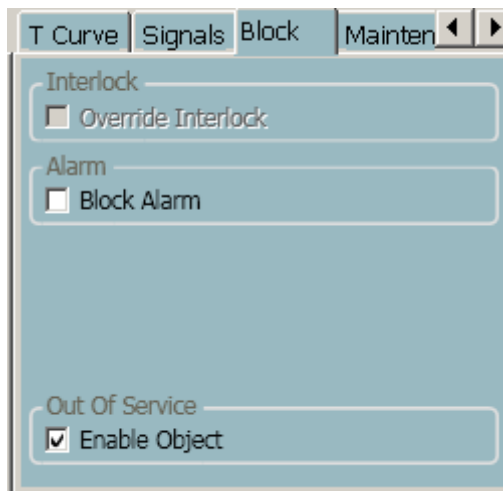 T Curve Signals Block Mainten
Interlock
Override Interlock
Alarm
Block Alarm
Out Of Service
Enable Object